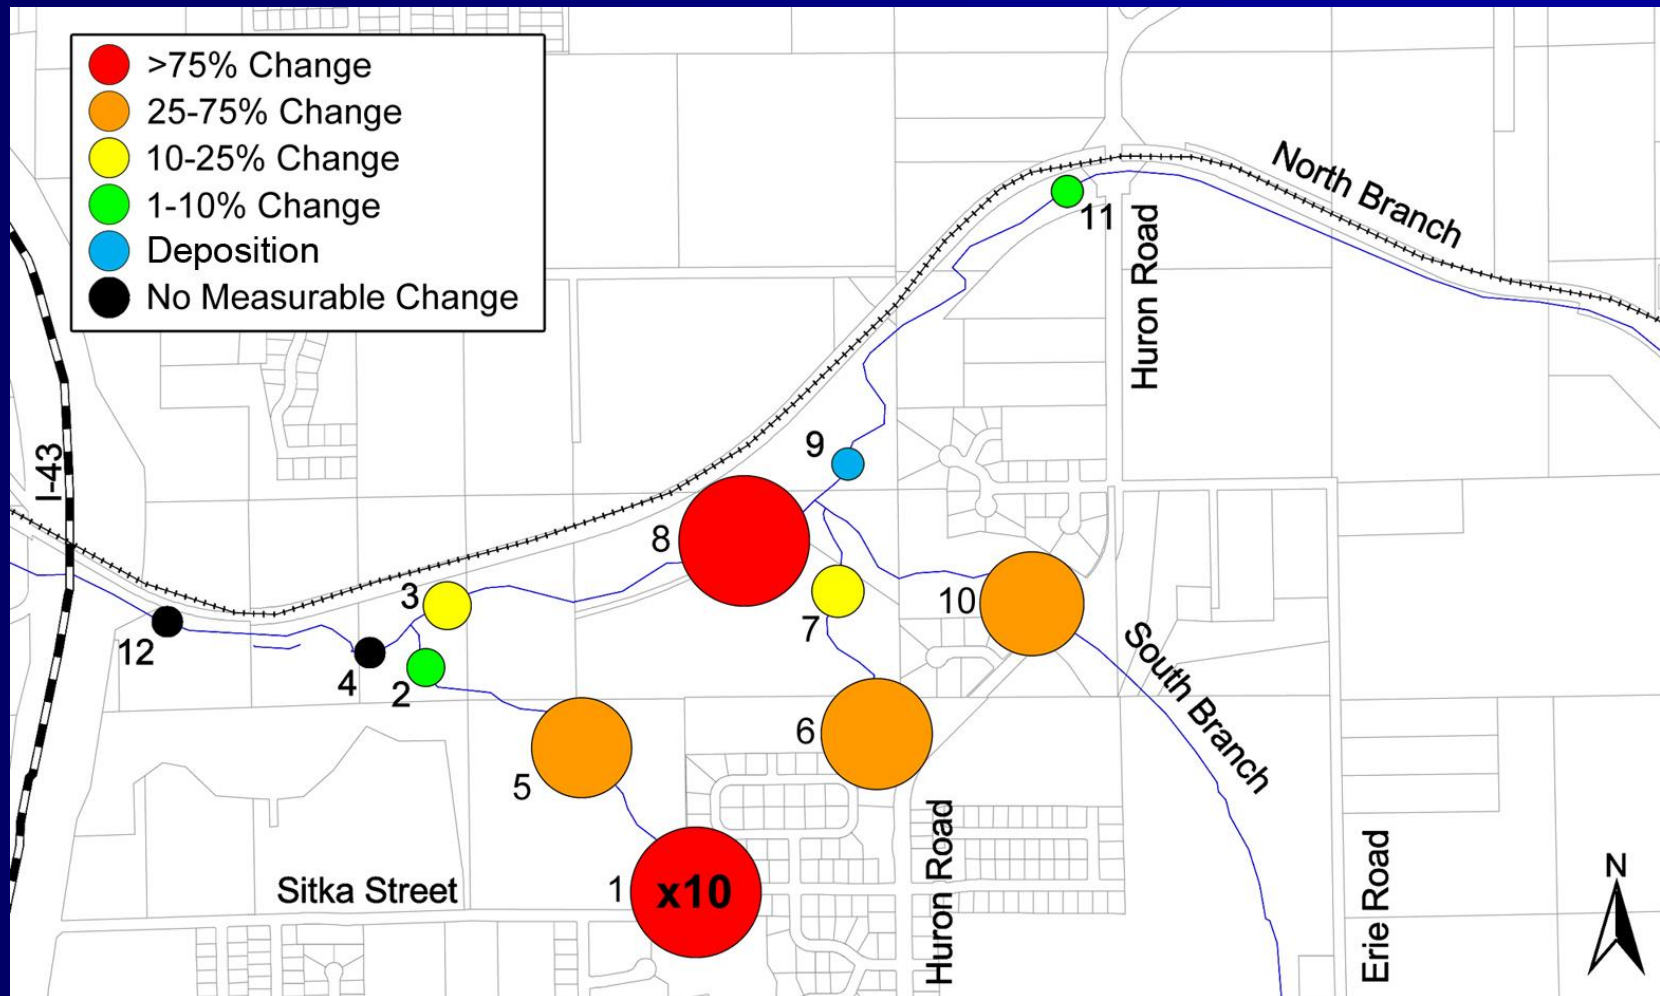 >75% Change
25-75% Change
10-25% Change
1-10% Change
Deposition
No Measurable Change
North Branch
11
Huron Road
I-43
9
8
3
10
7
12
4
2
South Branch
6
5
Huron Road
Erie Road
Sitka Street
1
x10
N